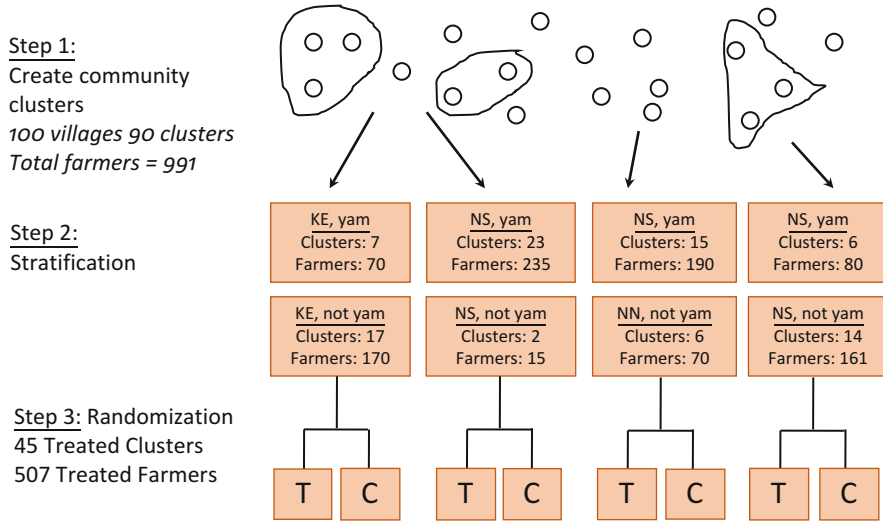 Step 1:
Create community
clusters
100 villages 90 clusters
Total farmers = 991
Step 2:
Stratification
KE, yam
Clusters: 7
Farmers: 70
NS, yam
Clusters: 23
Farmers: 235
NS, yam
Clusters: 15
Farmers: 190
NS, yam
Clusters: 6
Farmers: 80
KE, not yam
Clusters: 17
Farmers: 170
NS, not yam
Clusters: 2
Farmers: 15
NN, not yam
Clusters: 6
Farmers: 70
NS, not yam
Clusters: 14
Farmers: 161
Step 3: Randomization
45 Treated Clusters
507 Treated Farmers
T C T C T C T C